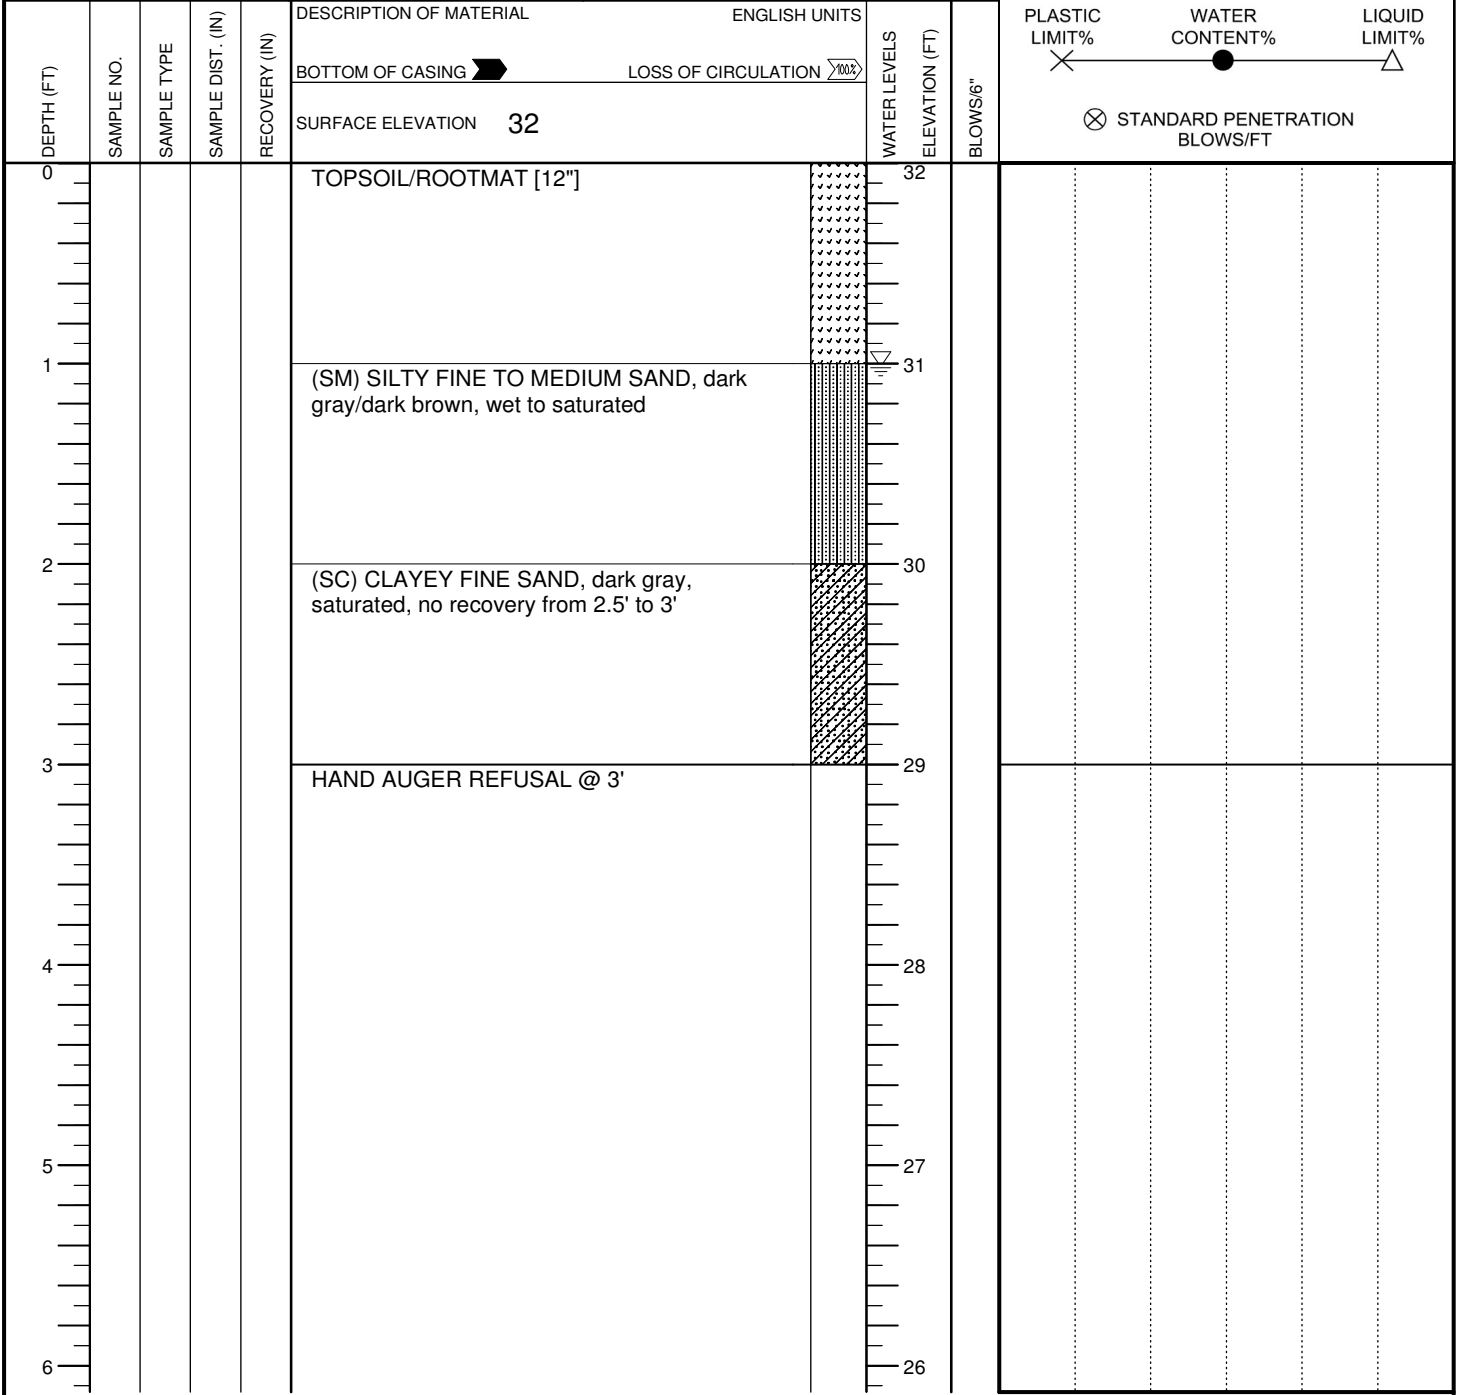 DEPTH (FT)
SAMPLE NO.
SAMPLE TYPE
SAMPLE DIST. (IN)
RECOVERY (IN)
DESCRIPTION OF MATERIAL ENGLISH UNITS
BOTTOM OF CASING LOSS OF CIRCULATION 100%
SURFACE ELEVATION 32
WATER LEVELS
ELEVATION (FT)
BLOWS/6"
PLASTIC WATER LIQUID
LIMIT% CONTENT% LIMIT%
STANDARD PENETRATION
BLOWS/FT
0 TOPSOIL/ROOTMAT [12"] 32
1 31
(SM) SILTY FINE TO MEDIUM SAND, dark
gray/dark brown, wet to saturated
2 30
(SC) CLAYEY FINE SAND, dark gray,
saturated, no recovery from 2.5' to 3'
3 29
HAND AUGER REFUSAL @ 3'
4 28
5 27
6 26